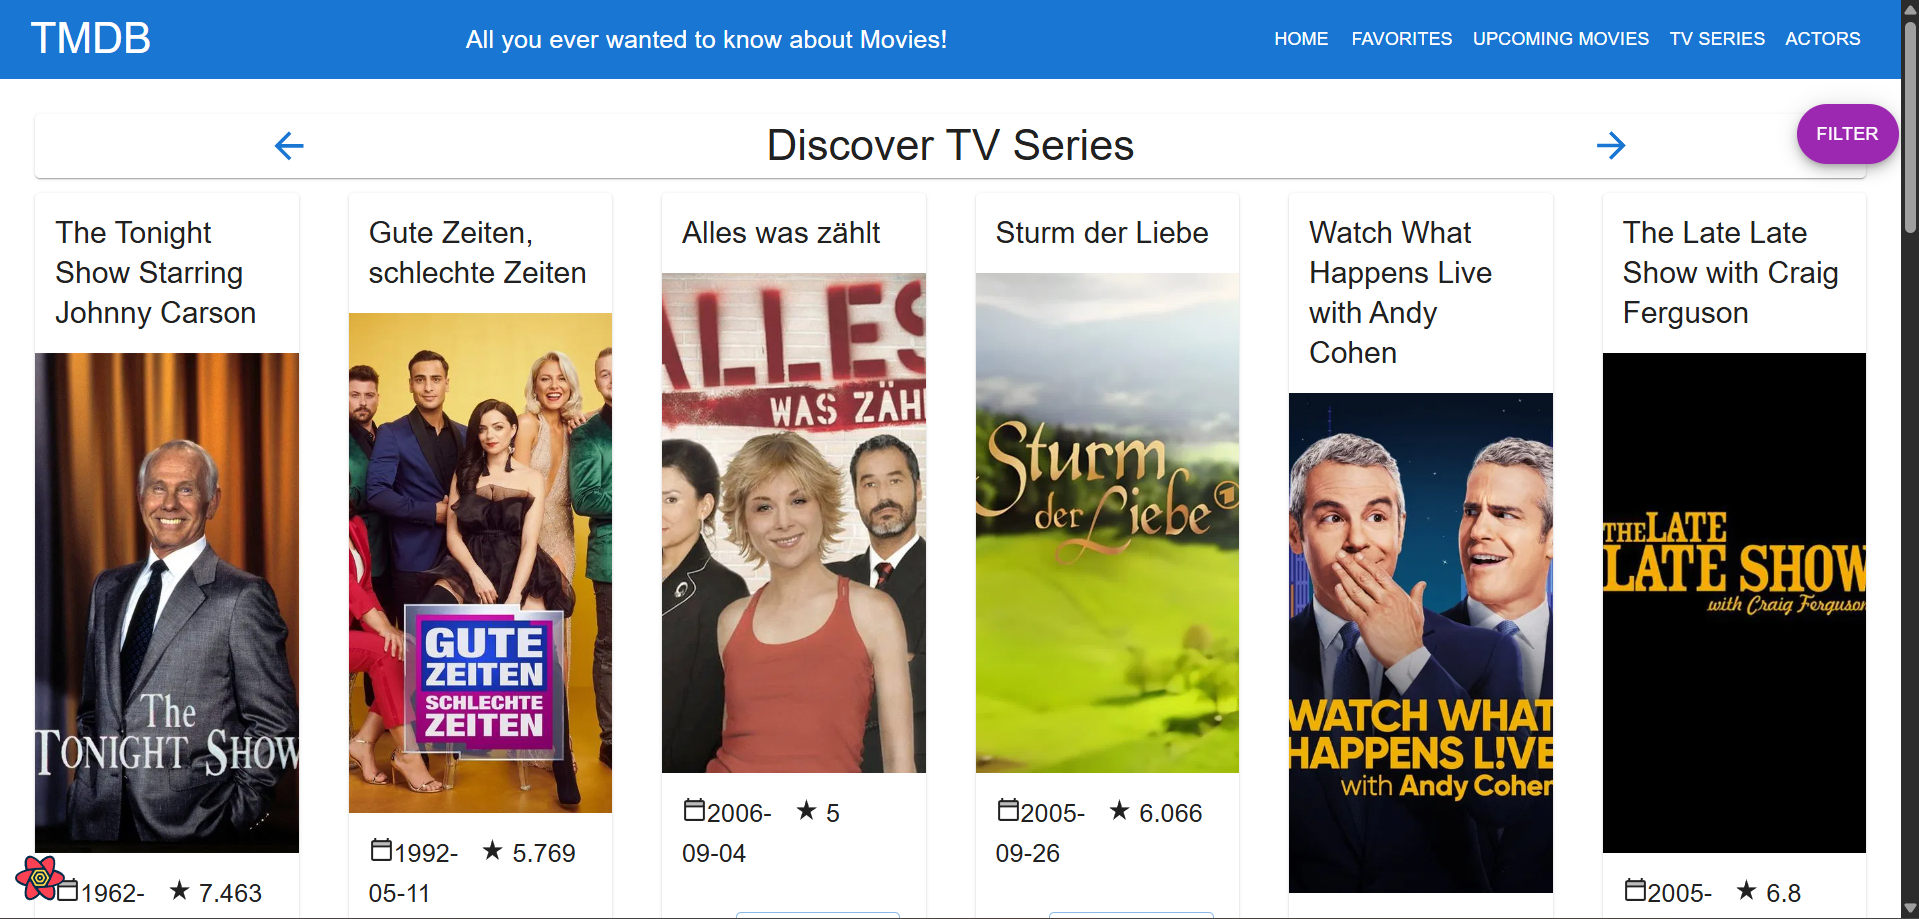 TMDB
All you ever wanted to know about Movies!
HOME FAVORITES UPCOMING MOVIES TV SERIES ACTORS
Discover TV Series
FILTER
The Tonight
Show Starring
Johnny Carson
The
TONIGHT SHOW
1962-
7.463
Gute Zeiten,
schlechte Zeiten
GUTE
ZEITEN
SCHLECHTE
ZEITEN
1992-
05-11
5.769
Alles was zählt
ALLES
WAS ZÄH
2006-
09-04
5
Sturm der Liebe
Sturm
der Liebe
2005-
09-26
6.066
Watch What
Happens Live
with Andy
Cohen
WATCH WHAT
HAPPENS L!VE
with Andy Cohen
The Late Late
Show with Craig
Ferguson
THE LATE
LATE SHOW
with Craig Ferguson
2005-
6.8